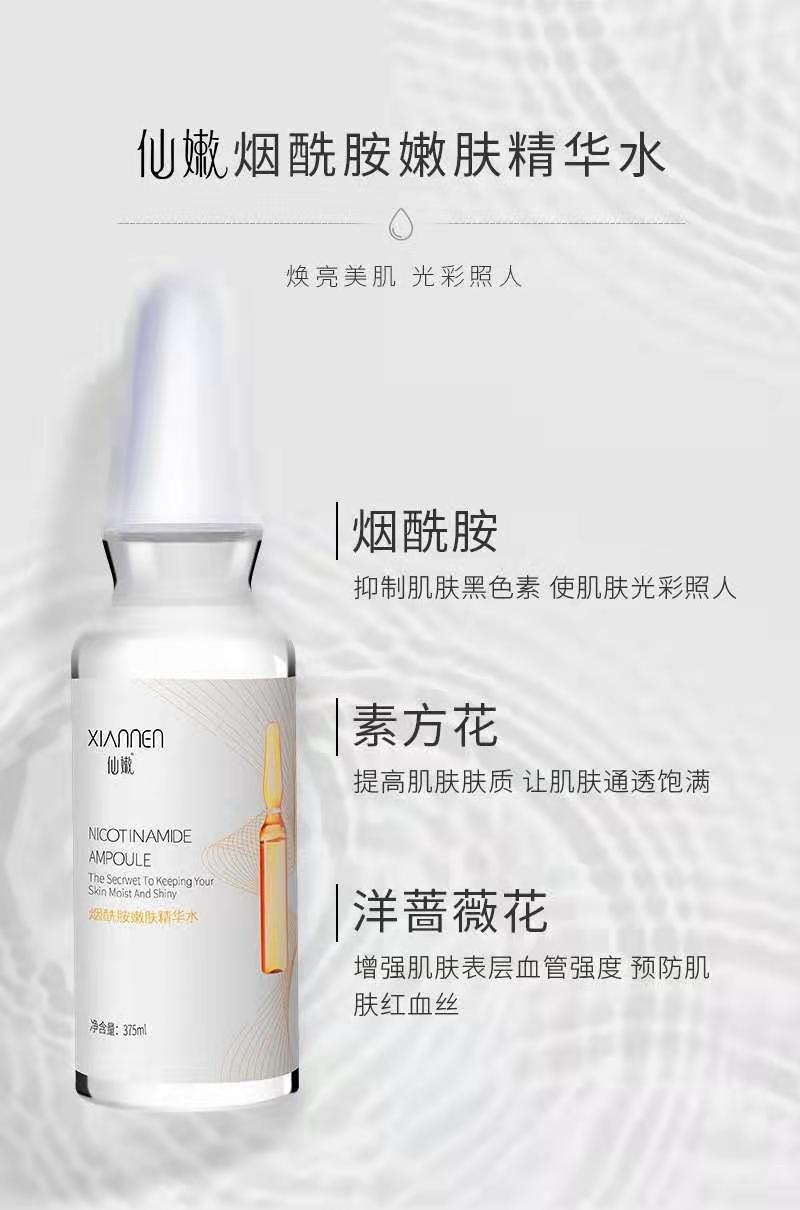 仙嫩烟酰胺嫩肤精华水
焕亮美肌 光彩照人
烟酰胺
抑制肌肤黑色素 使肌肤光彩照人
素方花
提高肌肤肤质 让肌肤通透饱满
洋蔷薇花
增强肌肤表层血管强度 预防肌
肤红血丝
XIANNEN
仙嫩
NICOTINAMIDE
AMPOULE
The Secrwet To Keeping Your
Skin Moist And Shiny
烟酰胺嫩肤精华水
净含量：375ml